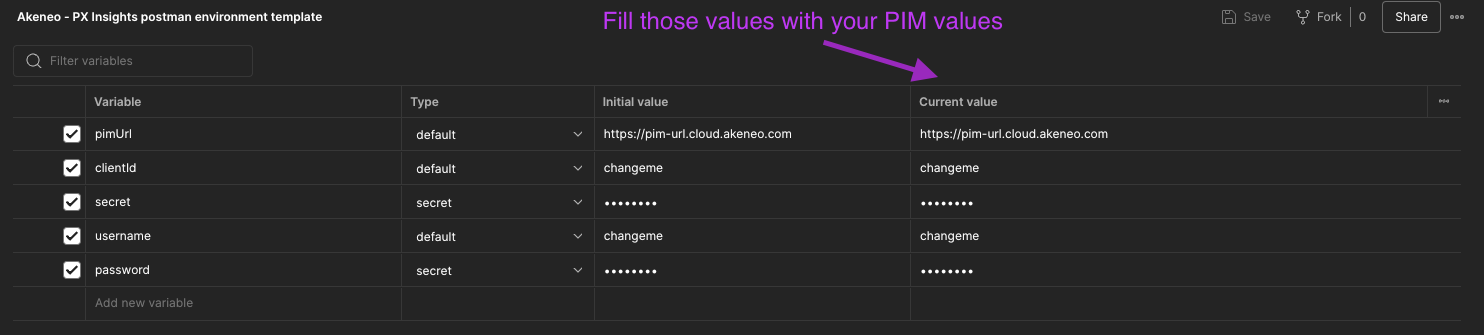 Akeneo - PX Insights postman environment template
Fill those values with your PIM values
Save Fork 0 Share
Filter variables
Variable Type Initial value Current value
pimUrl default https://pim-url.cloud.akeneo.com https://pim-url.cloud.akeneo.com
clientId default changeme changeme
secret secret •••••••• ••••••••
username default changeme changeme
password secret •••••••• ••••••••
Add new variable